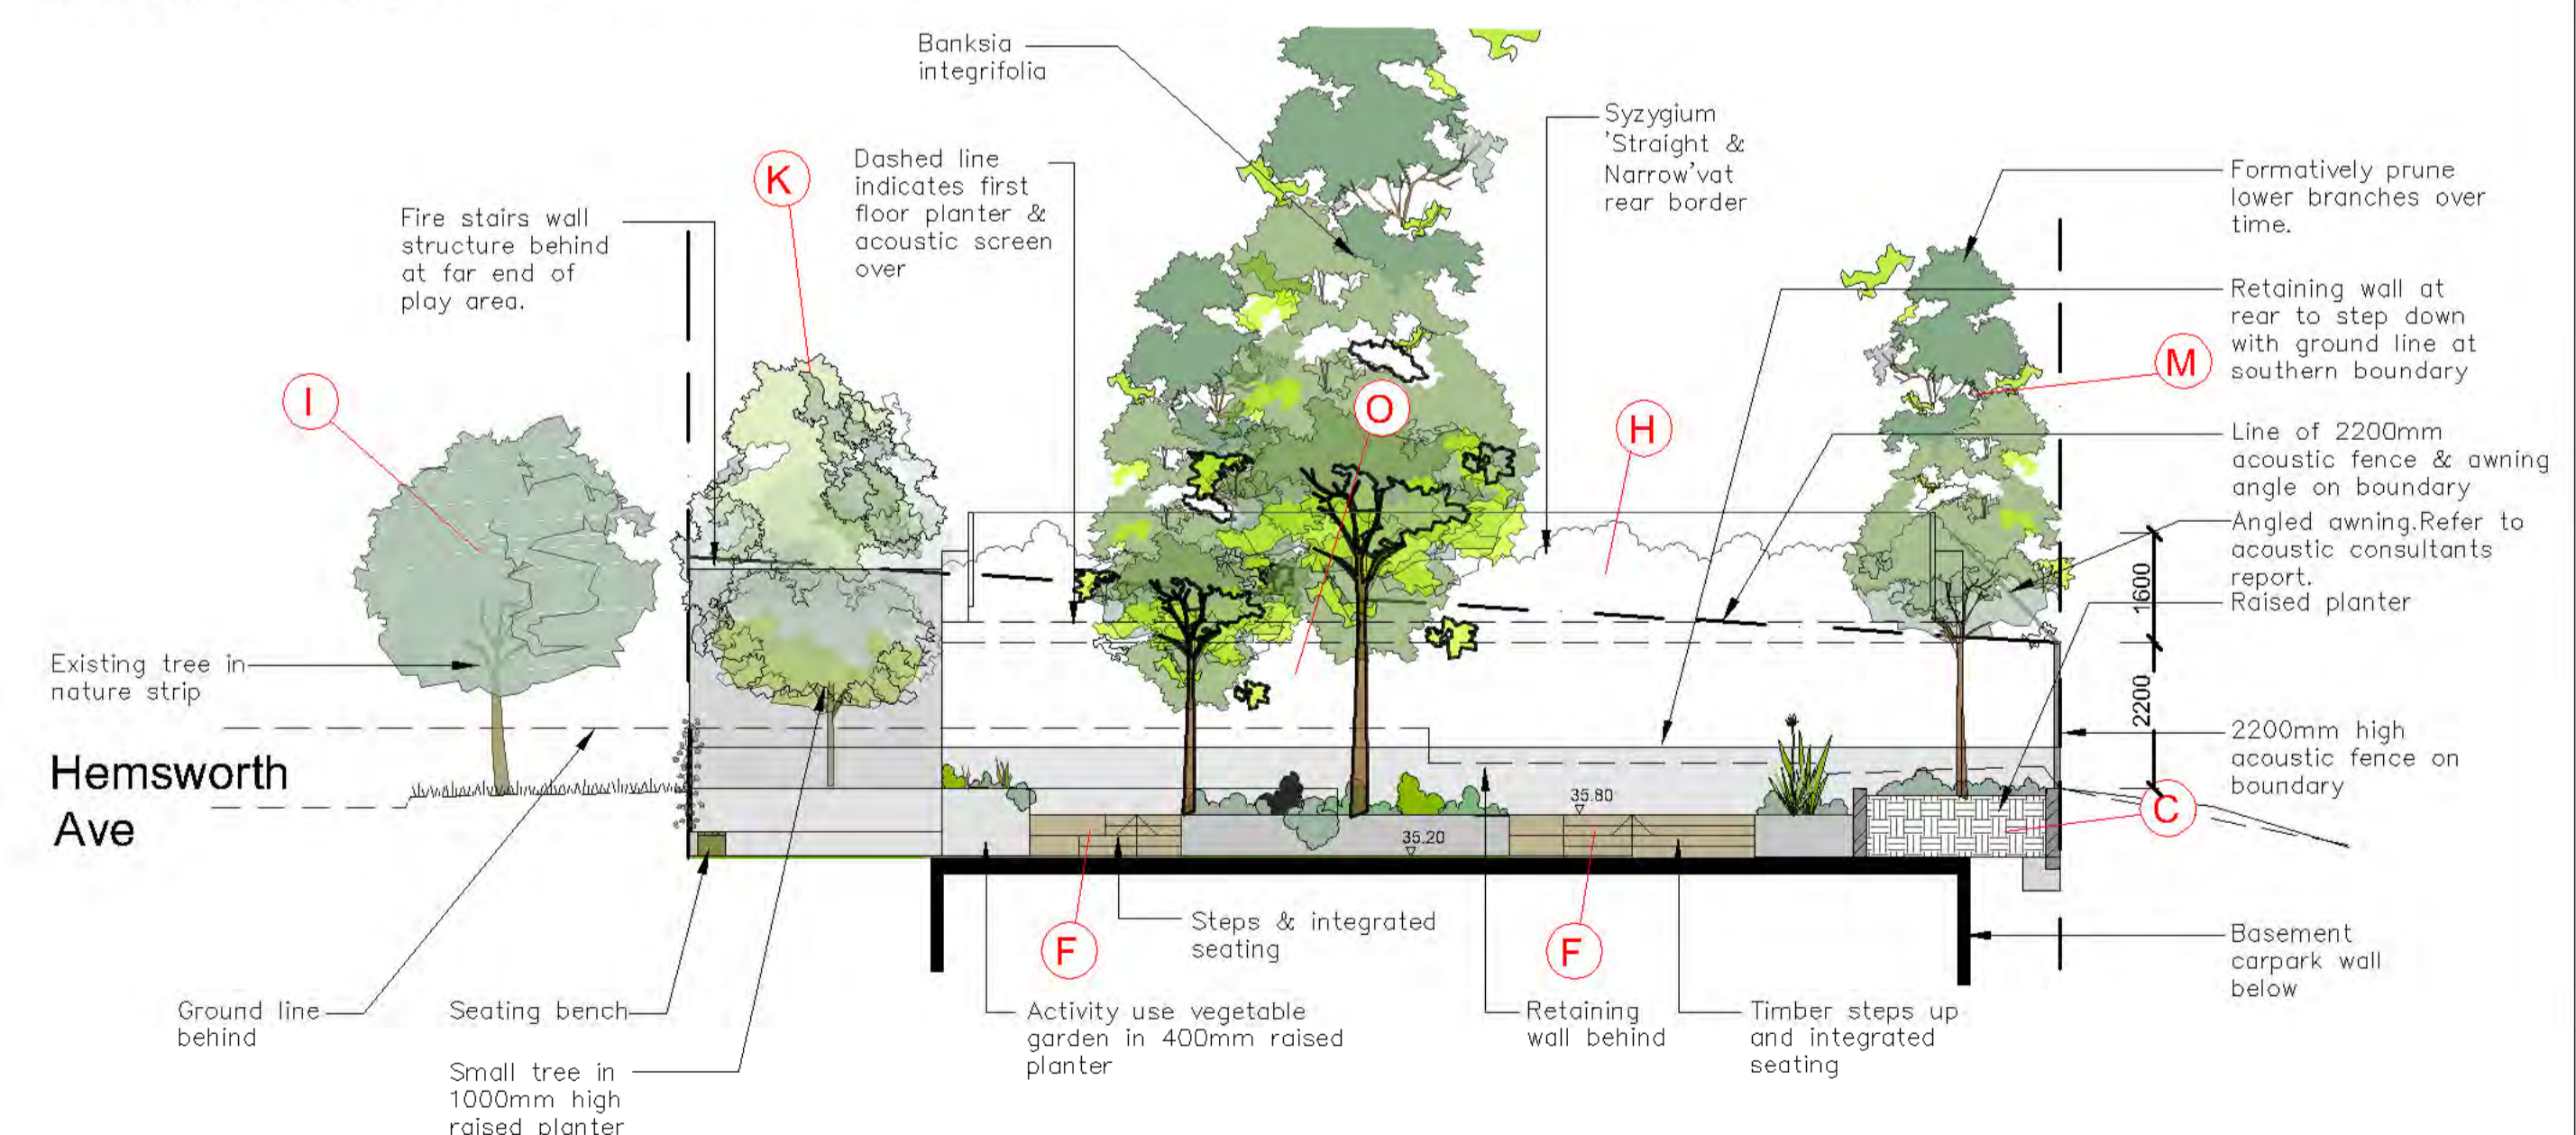 Banksia
integrifolia
Syzygium
'Straight &
Narrow'vat
rear border
Dashed line
indicates first
floor planter &
acoustic screen
over
K
Fire stairs wall
structure behind
at far end of
play area.
Formatively prune
lower branches over
time.
Retaining wall at
rear to step down
with ground line at
southern boundary
M
I
O
H
Line of 2200mm
acoustic fence & awning
angle on boundary
Angled awning.Refer to
acoustic consultants
report.
Raised planter
1600
2200
Existing tree in
nature strip
2200mm high
acoustic fence on
boundary
Hemsworth
Ave
35.80
35.20
C
F
F
Steps & integrated
seating
Basement
carpark wall
below
Ground line
behind
Seating bench
Activity use vegetable
garden in 400mm raised
planter
Retaining
wall behind
Timber steps up
and integrated
seating
Small tree in
1000mm high
raised planter